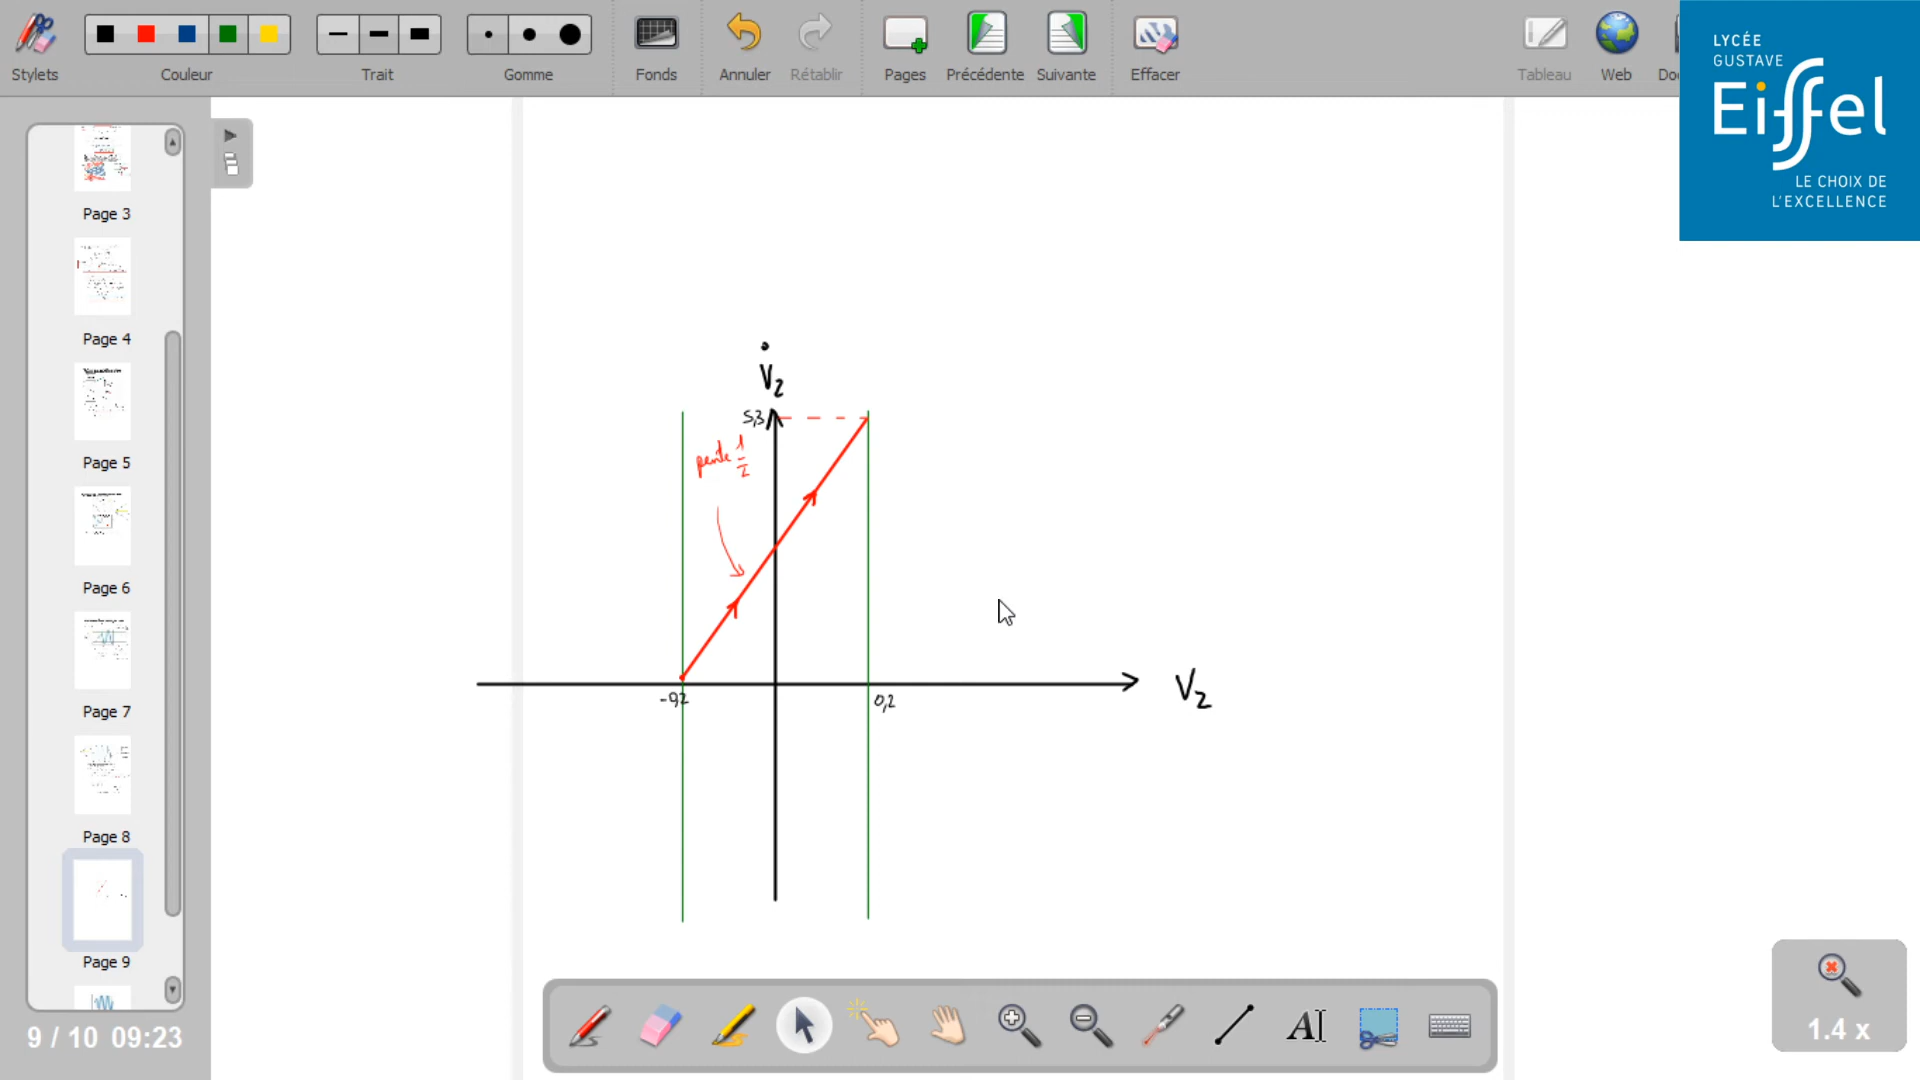 Stylets
Couleur
Trait
Gomme
Fonds
Annuler
Rétablir
Pages
Précédente
Suivante
Effacer
Tableau
Web
LYCÉE
GUSTAVE
Eiffel
LE CHOIX DE
L'EXCELLENCE
Page 3
Page 4
Page 5
Page 6
Page 7
Page 8
Page 9
9 / 10 09:23
V̇2
5,3
pente 1/2
-0,2
0,2
V2
1.4 x